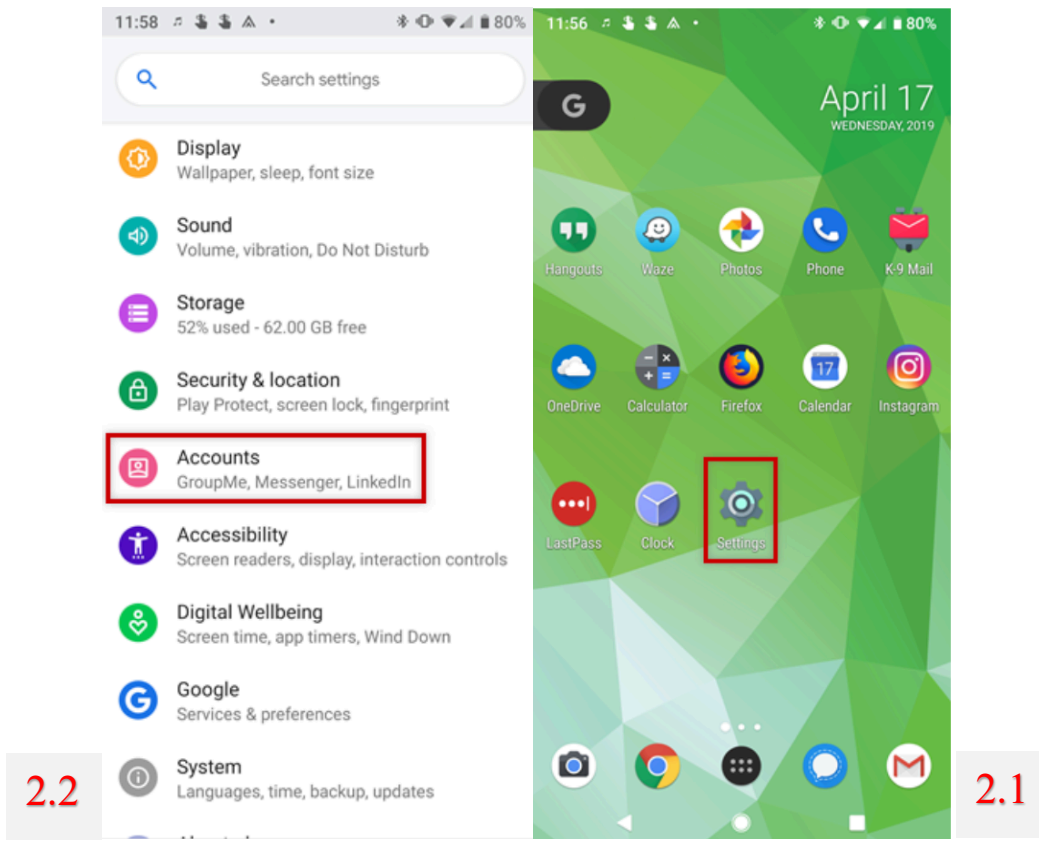 11:58
80%
Search settings
Display
Wallpaper, sleep, font size
Sound
Volume, vibration, Do Not Disturb
Storage
52% used - 62.00 GB free
Security & location
Play Protect, screen lock, fingerprint
Accounts
GroupMe, Messenger, LinkedIn
Accessibility
Screen readers, display, interaction controls
Digital Wellbeing
Screen time, app timers, Wind Down
Google
Services & preferences
System
Languages, time, backup, updates
2.2
11:56
80%
G
April 17
WEDNESDAY, 2019
Hangouts Waze Photos Phone K-9 Mail
17
OneDrive Calculator Firefox Calendar Instagram
LastPass Clock Settings
2.1